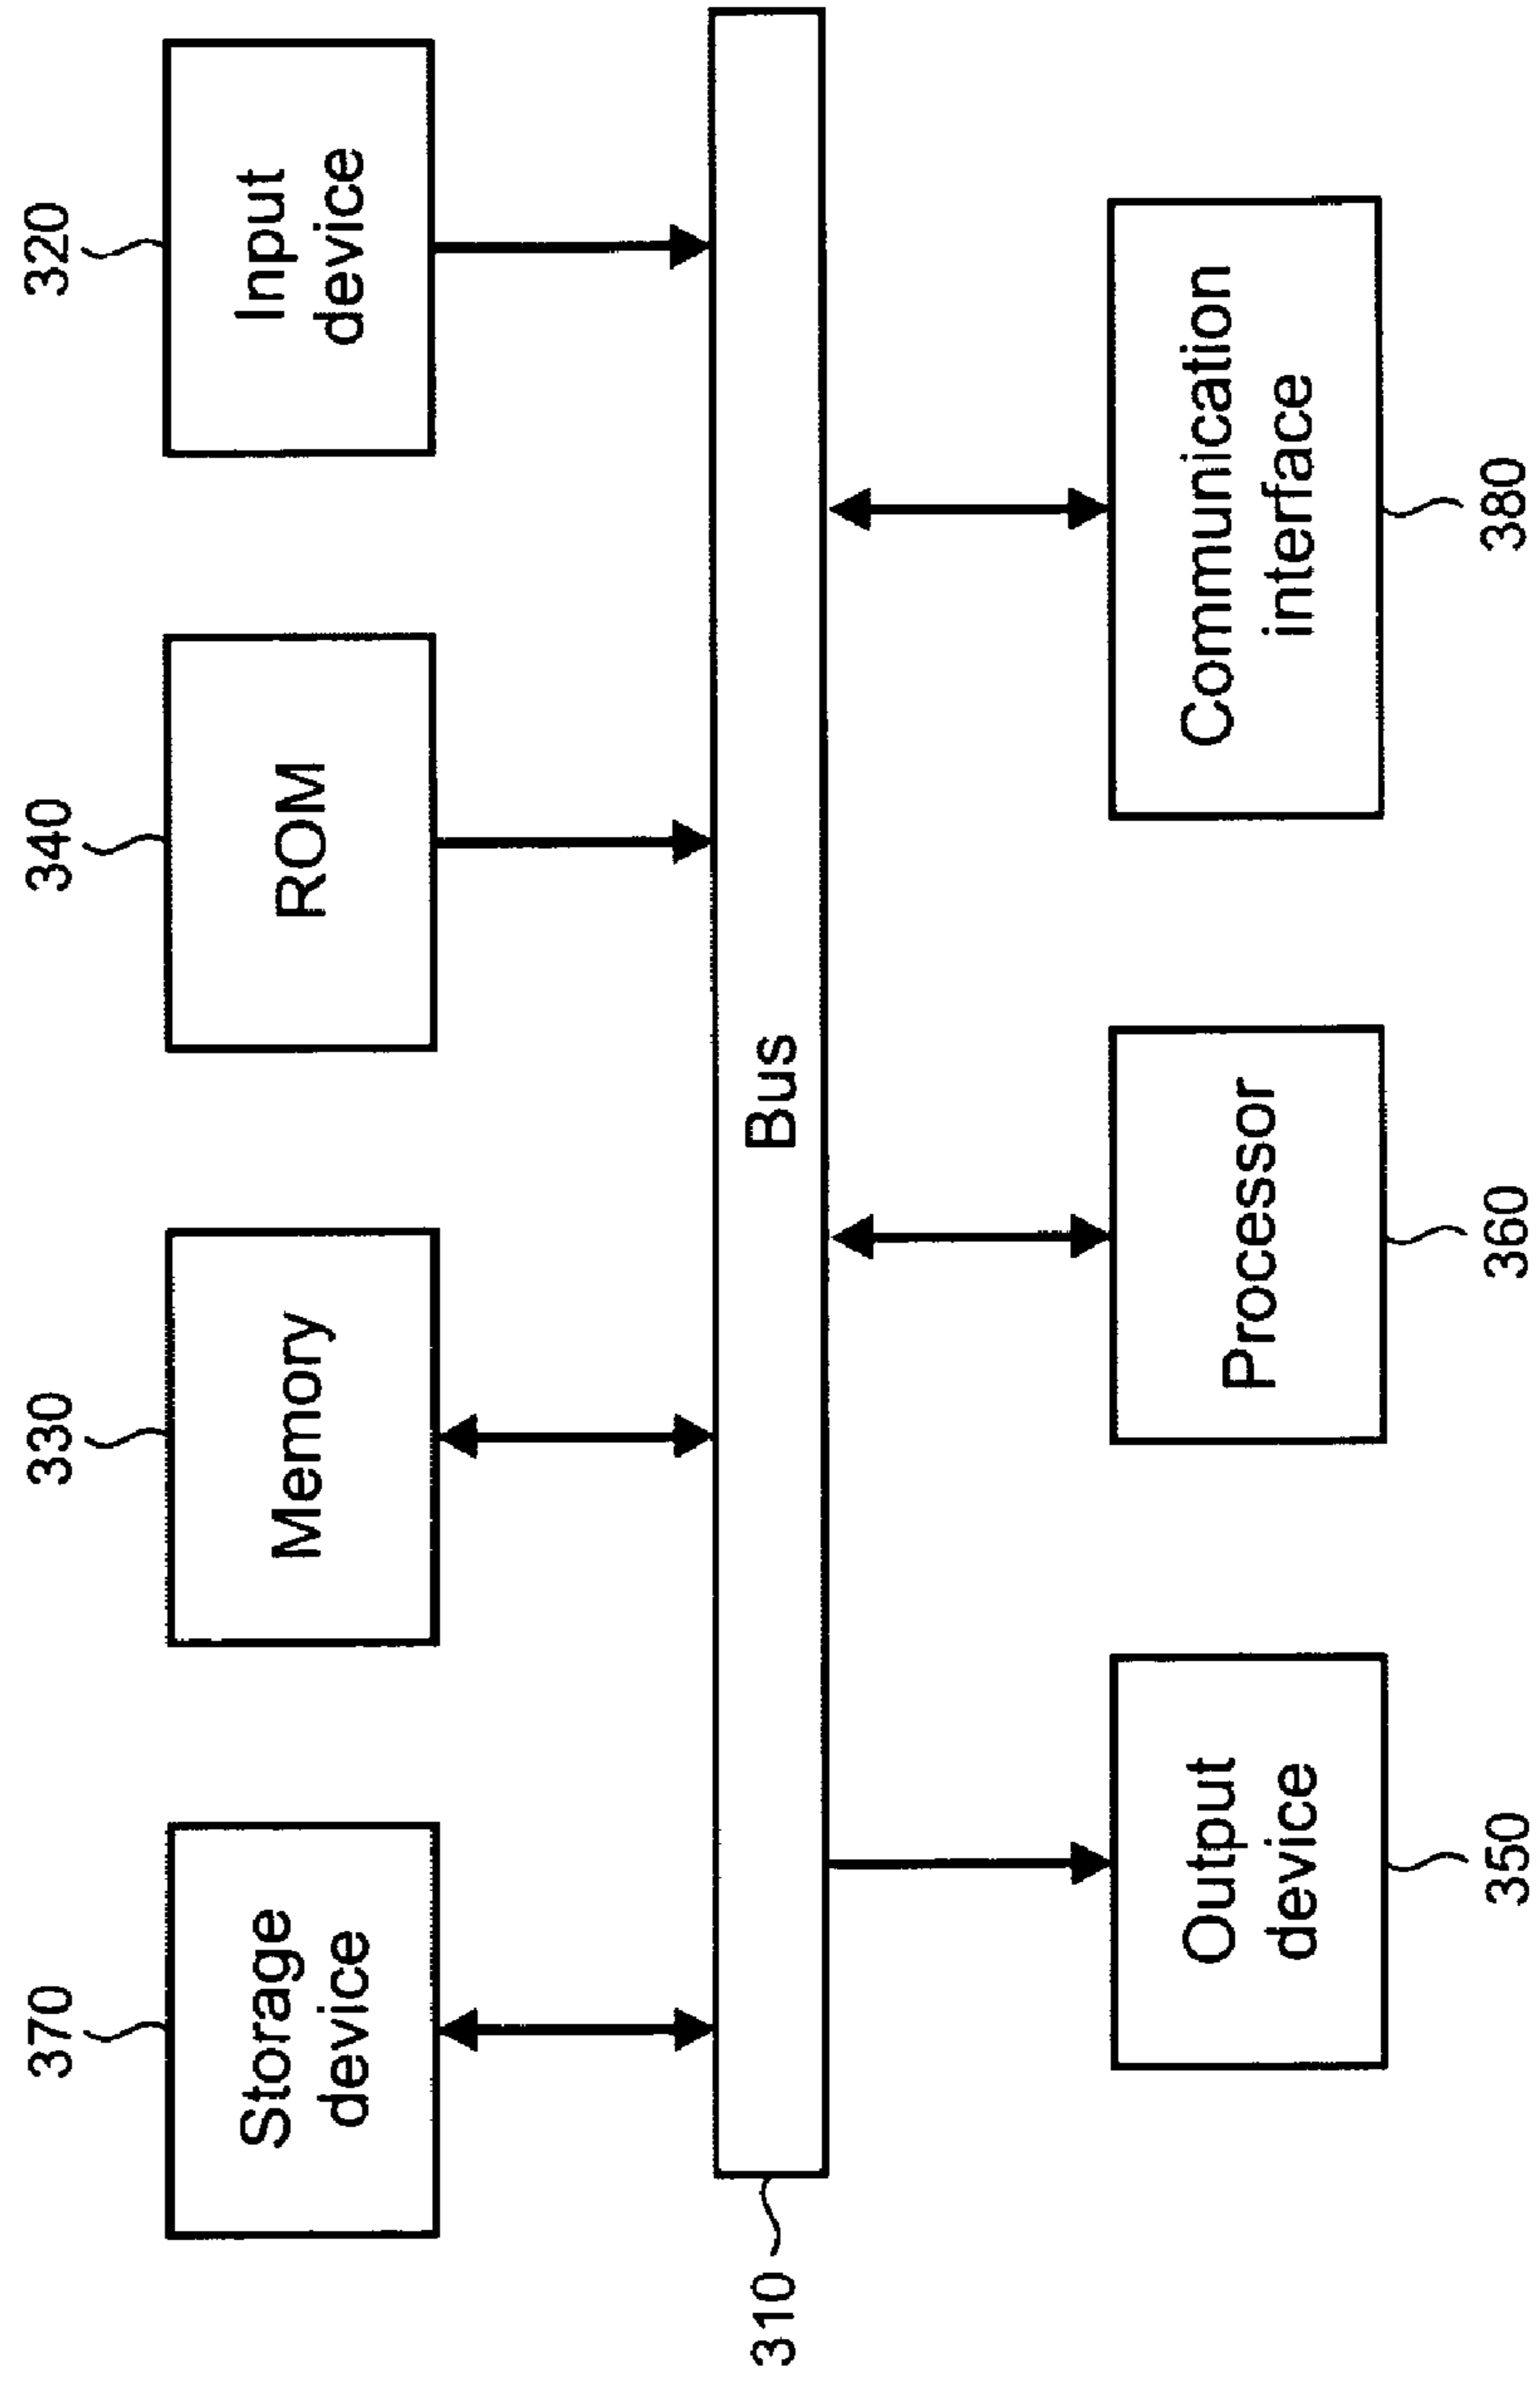 370
330
340
320
Storage
device
Memory
ROM
Input
device
310
Bus
Output
device
Processor
Communication
interface
350
360
380